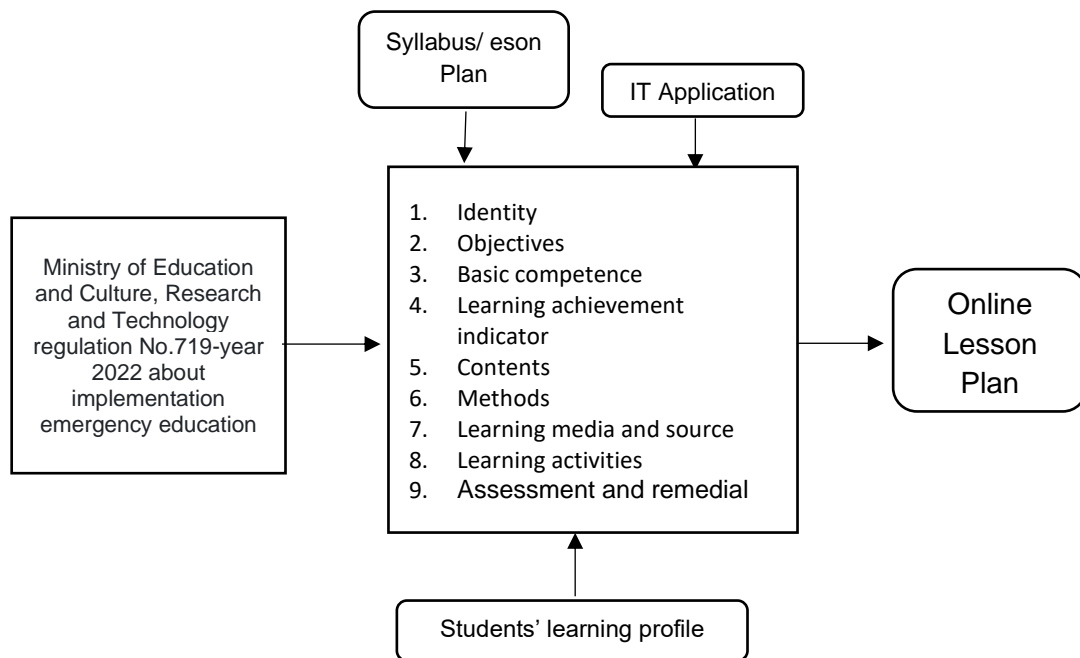 Syllabus/ eson
Plan
IT Application
Ministry of Education
and Culture, Research
and Technology
regulation No.719-year
2022 about
implementation
emergency education
1. Identity
2. Objectives
3. Basic competence
4. Learning achievement
indicator
5. Contents
6. Methods
7. Learning media and source
8. Learning activities
9. Assessment and remedial
Online
Lesson
Plan
Students’ learning profile